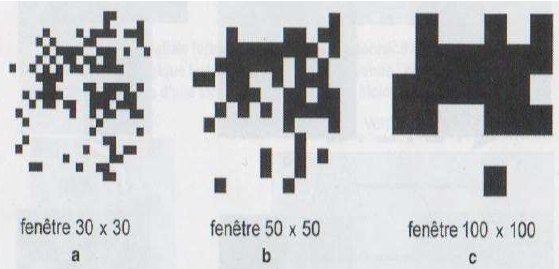 fenêtre 30 x 30
a
fenêtre 50 x 50
b
fenêtre 100 x 100
c